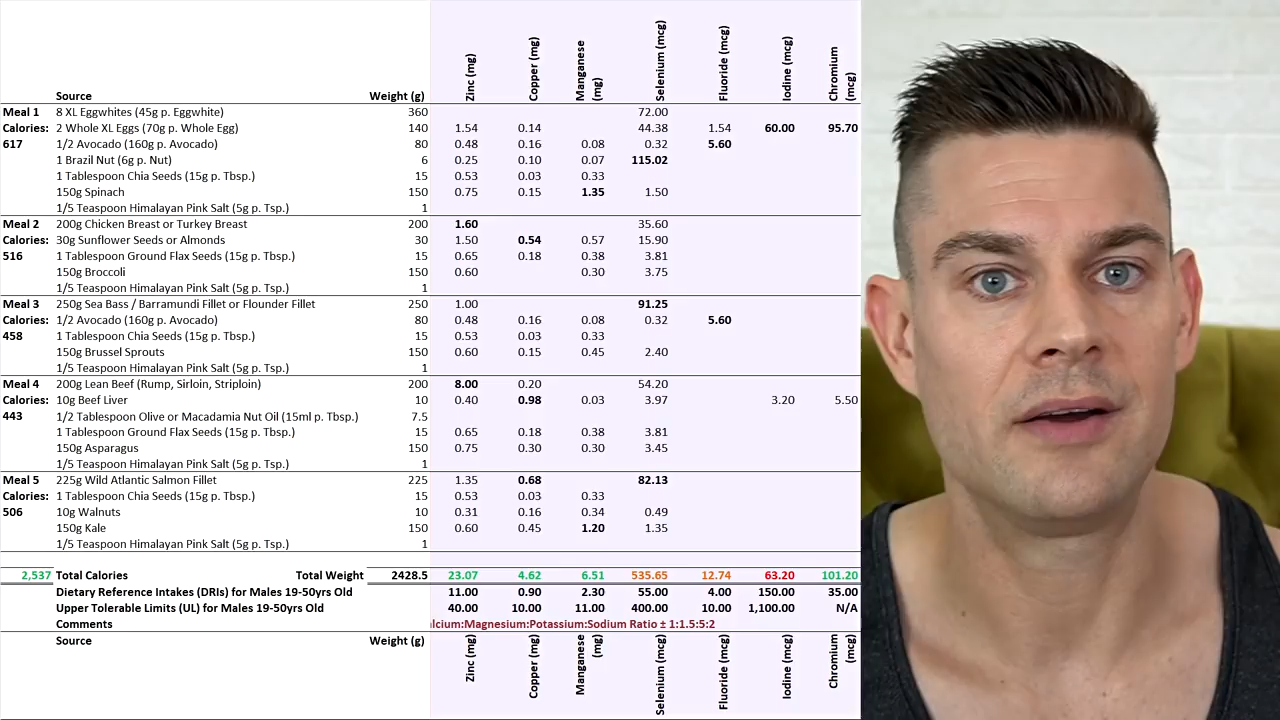 Source Weight (g) Zinc (mg) Copper (mg) Manganese (mg) Selenium (mcg) Fluoride (mcg) Iodine (mcg) Chromium (mcg)
Meal 1 8 XL Eggwhites (45g p. Eggwhite) 360 72.00
Calories: 2 Whole XL Eggs (70g p. Whole Egg) 140 1.54 0.14 44.38 1.54 60.00 95.70
617 1/2 Avocado (160g p. Avocado) 80 0.48 0.16 0.08 0.32 5.60
1 Brazil Nut (6g p. Nut) 6 0.25 0.10 0.07 115.02
1 Tablespoon Chia Seeds (15g p. Tbsp.) 15 0.53 0.03 0.33
150g Spinach 150 0.75 0.15 1.35 1.50
1/5 Teaspoon Himalayan Pink Salt (5g p. Tsp.) 1
Meal 2 200g Chicken Breast or Turkey Breast 200 1.60 35.60
Calories: 30g Sunflower Seeds or Almonds 30 1.50 0.54 0.57 15.90
516 1 Tablespoon Ground Flax Seeds (15g p. Tbsp.) 15 0.65 0.18 0.38 3.81
150g Broccoli 150 0.60 0.30 3.75
1/5 Teaspoon Himalayan Pink Salt (5g p. Tsp.) 1
Meal 3 250g Sea Bass / Barramundi Fillet or Flounder Fillet 250 1.00 91.25
Calories: 1/2 Avocado (160g p. Avocado) 80 0.48 0.16 0.08 0.32 5.60
458 1 Tablespoon Chia Seeds (15g p. Tbsp.) 15 0.53 0.03 0.33
150g Brussel Sprouts 150 0.60 0.15 0.45 2.40
1/5 Teaspoon Himalayan Pink Salt (5g p. Tsp.) 1
Meal 4 200g Lean Beef (Rump, Sirloin, Striploin) 200 8.00 0.20 54.20
Calories: 10g Beef Liver 10 0.40 0.98 0.03 3.97 3.20 5.50
443 1/2 Tablespoon Olive or Macadamia Nut Oil (15ml p. Tbsp.) 7.5
1 Tablespoon Ground Flax Seeds (15g p. Tbsp.) 15 0.65 0.18 0.38 3.81
150g Asparagus 150 0.75 0.30 0.30 3.45
1/5 Teaspoon Himalayan Pink Salt (5g p. Tsp.) 1
Meal 5 225g Wild Atlantic Salmon Fillet 225 1.35 0.68 82.13
Calories: 1 Tablespoon Chia Seeds (15g p. Tbsp.) 15 0.53 0.03 0.33
506 10g Walnuts 10 0.31 0.16 0.34 0.49
150g Kale 150 0.60 0.45 1.20 1.35
1/5 Teaspoon Himalayan Pink Salt (5g p. Tsp.) 1
2,537 Total Calories Total Weight 2428.5 23.07 4.62 6.51 535.65 12.74 63.20 101.20
Dietary Reference Intakes (DRIs) for Males 19-50yrs Old 11.00 0.90 2.30 55.00 4.00 150.00 35.00
Upper Tolerable Limits (UL) for Males 19-50yrs Old 40.00 10.00 11.00 400.00 10.00 1,100.00 N/A
Comments lcium:Magnesium:Potassium:Sodium Ratio ± 1:1.5:5:2
Source Weight (g) Zinc (mg) Copper (mg) Manganese (mg) Selenium (mcg) Fluoride (mcg) Iodine (mcg) Chromium (mcg)